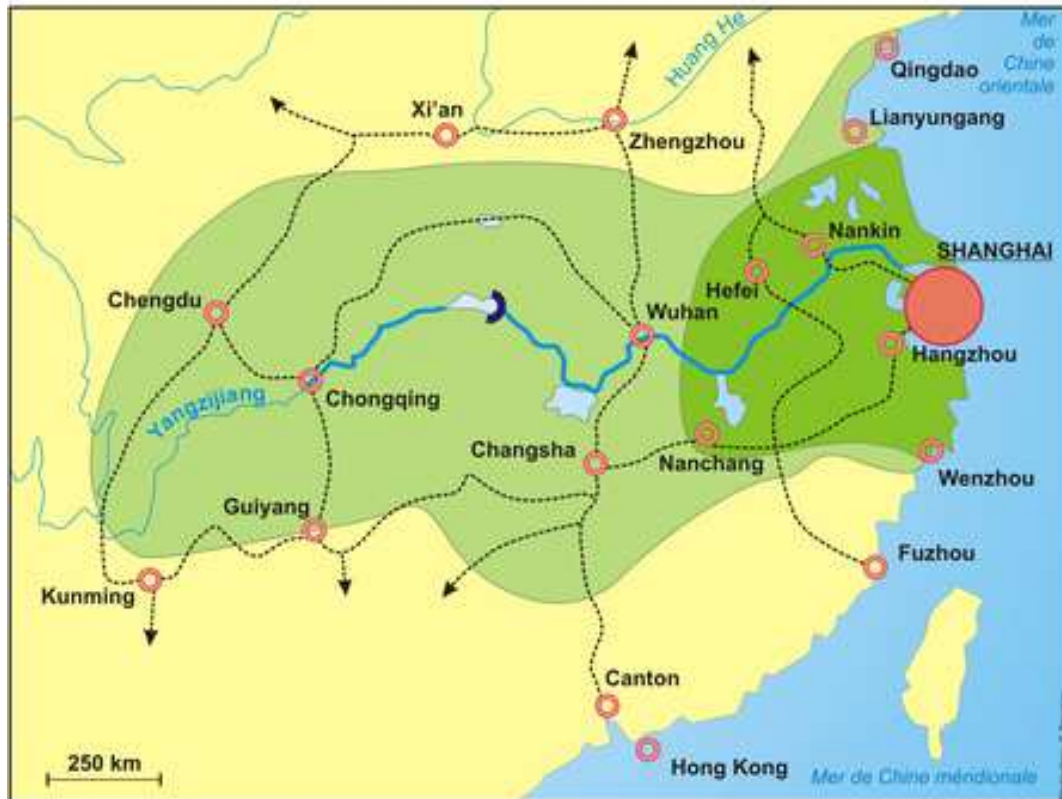 Mer
de
Chine
orientale
Huang He
Qingdao
Xi'an
Lianyungang
Zhengzhou
Nankin
SHANGHAI
Hefei
Chengdu
Wuhan
Hangzhou
Yangzijiang
Chongqing
Changsha
Nanchang
Wenzhou
Guiyang
Fuzhou
Kunming
Canton
250 km
Hong Kong
Mer de Chine méridionale